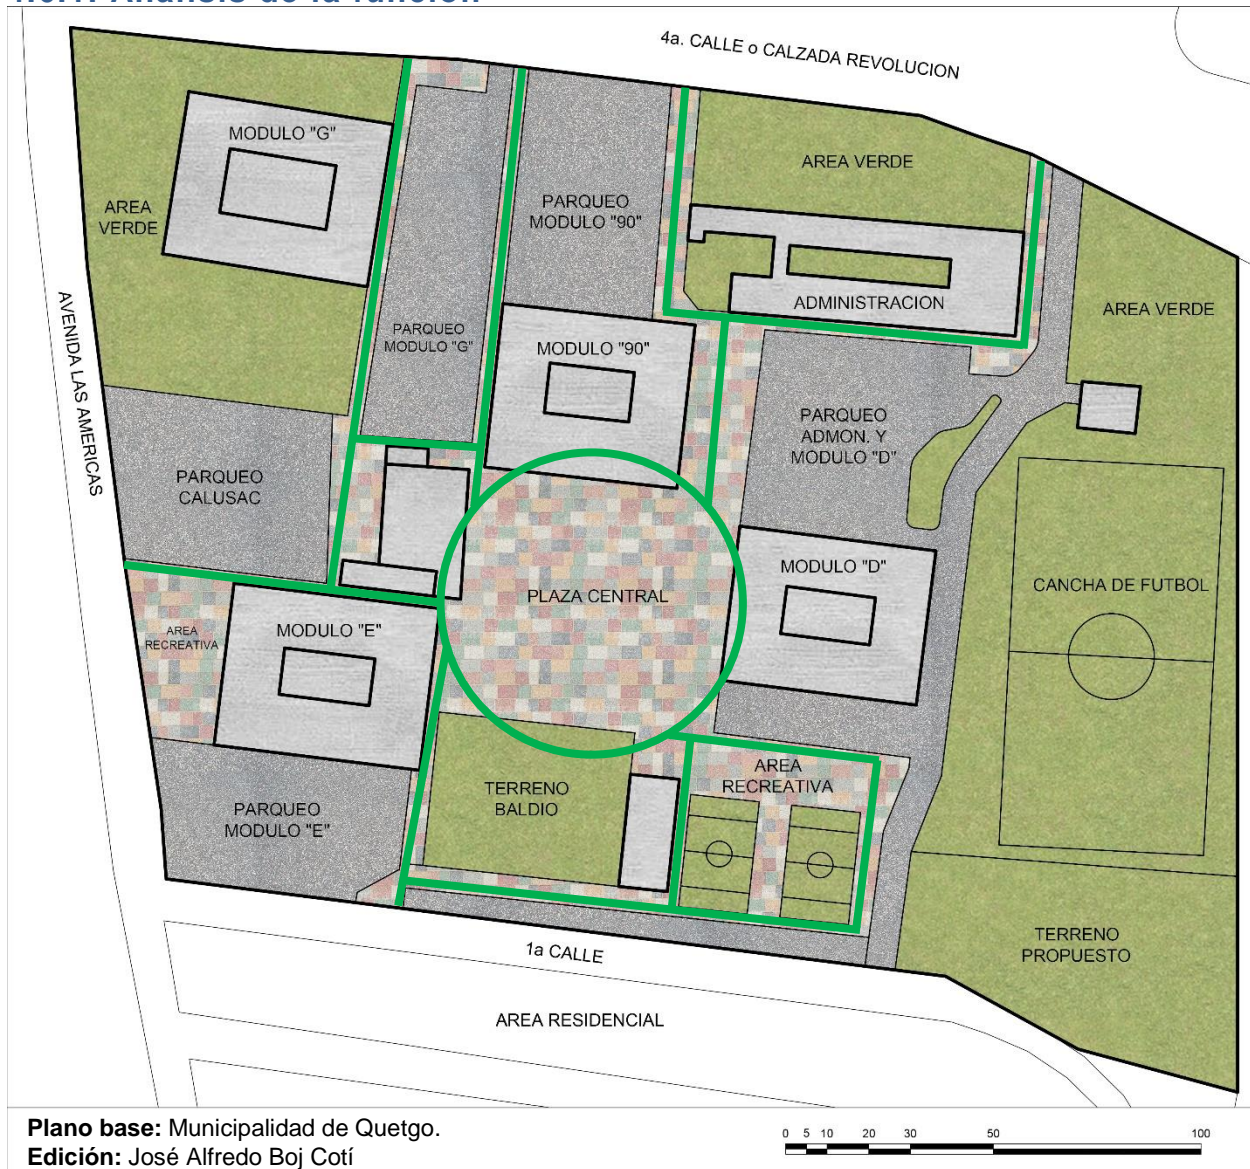 4a. CALLE o CALZADA REVOLUCION
MODULO "G"
AREA
VERDE
PARQUEO
MODULO "90"
AREA VERDE
ADMINISTRACION
AREA VERDE
PARQUEO
MODULO "G"
MODULO "90"
AVENIDA LAS AMERICAS
PARQUEO
ADMON. Y
MODULO "D"
PARQUEO
CALUSAC
MODULO "D"
CANCHA DE FUTBOL
PLAZA CENTRAL
AREA
RECREATIVA
MODULO "E"
AREA
RECREATIVA
TERRENO
BALDIO
PARQUEO
MODULO "E"
TERRENO
PROPUESTO
1a CALLE
AREA RESIDENCIAL
Plano base: Municipalidad de Quetgo.
Edición: José Alfredo Boj Cotí
0 5 10 20 30 50 100